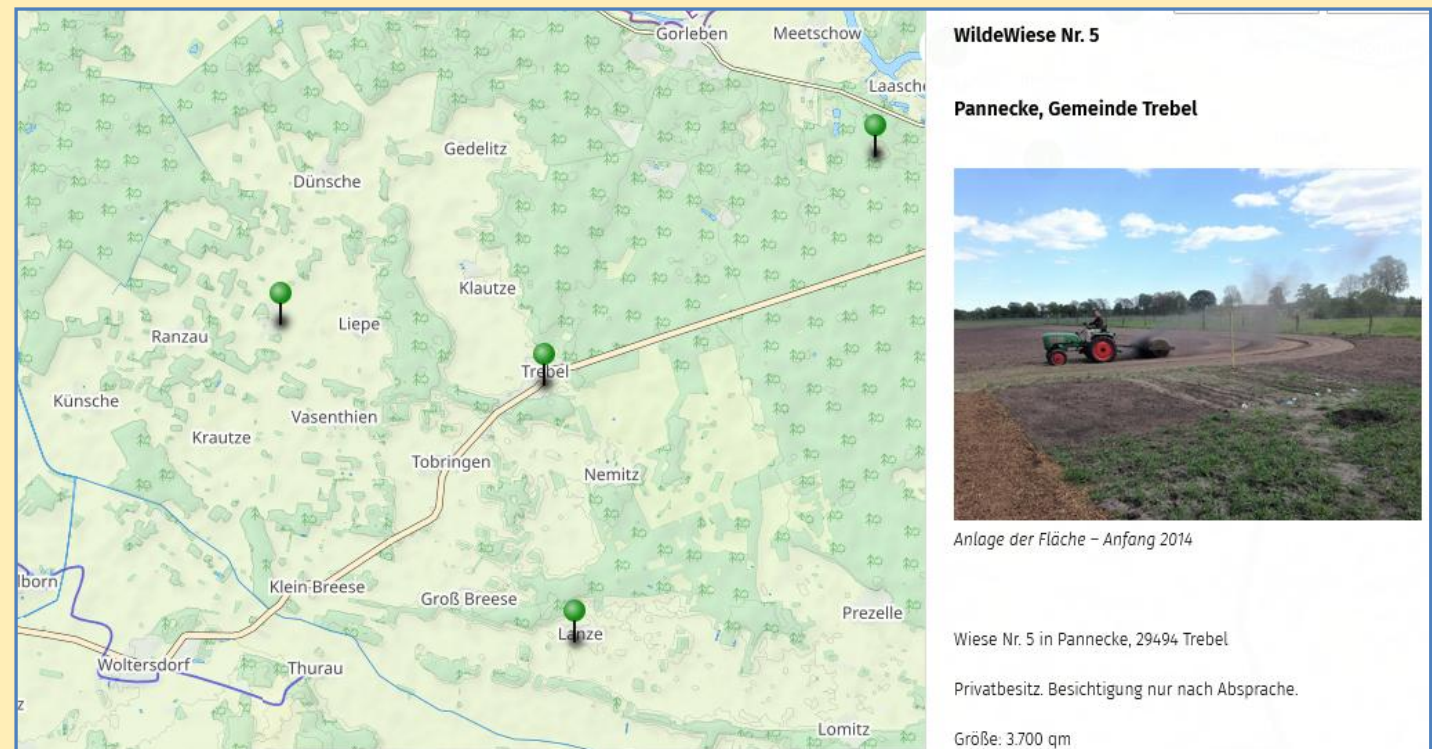 Gorleben
Meetschow
Laasche
Gedelitz
Dünsche
Klautze
Liepe
Ranzau
Trebel
Künsche
Vasenthien
Krautze
Tobringen
Nemitz
lborn
Klein Breese
Groß Breese
Prezelle
Lanze
Woltersdorf
Thurau
z
Lomitz
WildeWiese Nr. 5
Pannecke, Gemeinde Trebel
Anlage der Fläche – Anfang 2014
Wiese Nr. 5 in Pannecke, 29494 Trebel
Privatbesitz. Besichtigung nur nach Absprache.
Größe: 3.700 qm